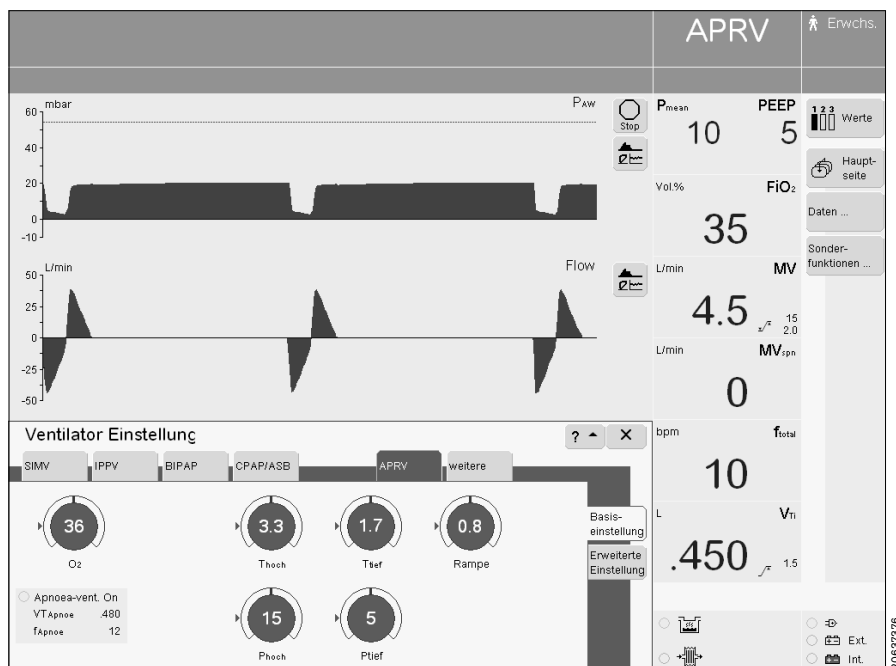 APRV
Erwchs.
mbar
PAW
60
40
20
0
-10
Stop
L/min
Flow
50
25
0
-25
-50
Pmean
PEEP
10
5
Vol.%
FiO2
35
L/min
MV
4.5
15
2.0
L/min
MVspn
0
bpm
ftotal
10
L
VTi
.450
1.5
1 2 3
Werte
Haupt-
seite
Daten ...
Sonder-
funktionen ...
Ventilator Einstellung
?
SIMV
IPPV
BIPAP
CPAP/ASB
APRV
weitere
36
O2
3.3
Thoch
1.7
Ttief
0.8
Rampe
Basis-
einstellung
Erweiterte
Einstellung
Apnoea-vent. On
VTApnoe .480
fApnoe 12
15
Phoch
5
Ptief
Ext.
Int.